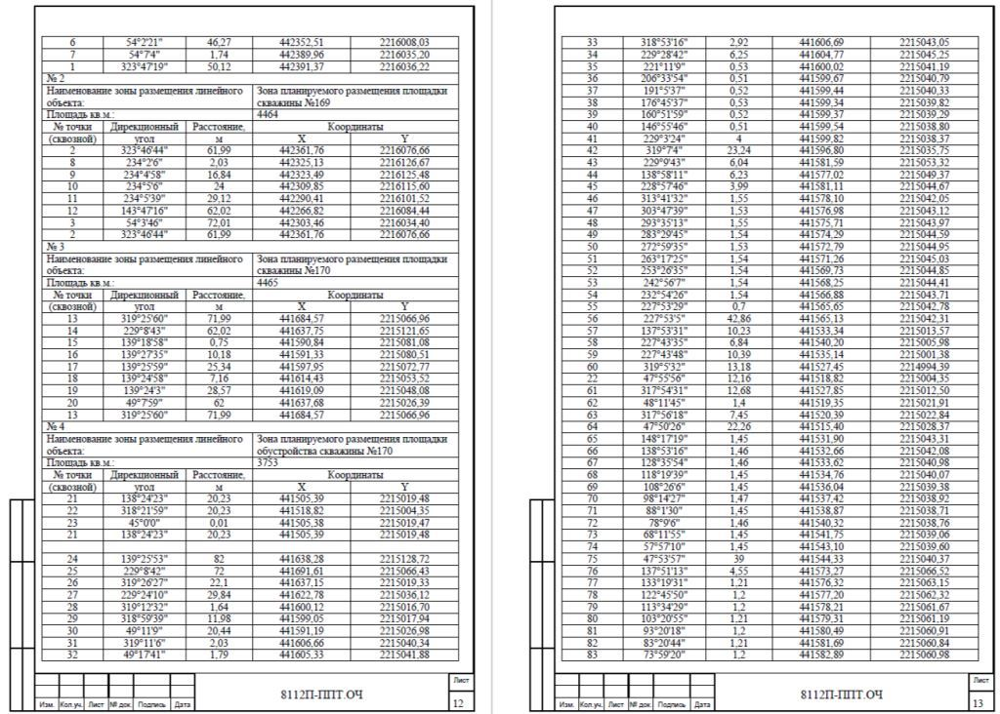 6 54°2'21" 46,27 442352,51 2216008,03
7 54°7'4" 1,74 442389,96 2216035,20
1 323°47'19" 50,12 442391,37 2216036,22
№ 2
Наименование зоны размещения линейного объекта: Зона планируемого размещения площадки скважины №169
Площадь кв.м.: 4464
№ точки (сквозной) Дирекционный угол Расстояние, м Координаты
X Y
2 323°46'44" 61,99 442361,76 2216076,66
8 234°2'6" 2,03 442325,13 2216126,67
9 234°4'58" 16,84 442323,49 2216125,48
10 234°5'6" 24 442309,85 2216115,60
11 234°5'39" 29,12 442290,41 2216101,52
12 143°47'16" 62,02 442266,82 2216084,44
3 54°3'46" 72,01 442303,46 2216034,40
2 323°46'44" 61,99 442361,76 2216076,66
№ 3
Наименование зоны размещения линейного объекта: Зона планируемого размещения площадки скважины №170
Площадь кв.м.: 4465
№ точки (сквозной) Дирекционный угол Расстояние, м Координаты
X Y
13 319°25'60" 71,99 441684,57 2215066,96
14 229°8'43" 62,02 441637,75 2215121,65
15 139°18'58" 0,75 441590,84 2215081,08
16 139°27'35" 10,18 441591,33 2215080,51
17 139°25'59" 25,34 441597,95 2215072,77
18 139°24'58" 7,16 441614,43 2215053,52
19 139°24'3" 28,57 441619,09 2215048,08
20 49°7'59" 62 441637,68 2215026,39
13 319°25'60" 71,99 441684,57 2215066,96
№ 4
Наименование зоны размещения линейного объекта: Зона планируемого размещения площадки обустройства скважины №170
Площадь кв.м.: 3753
№ точки (сквозной) Дирекционный угол Расстояние, м Координаты
X Y
21 138°24'23" 20,23 441505,39 2215019,48
22 318°21'59" 20,23 441518,82 2215004,35
23 45°0'0" 0,01 441505,38 2215019,47
21 138°24'23" 20,23 441505,39 2215019,48
24 139°25'53" 82 441638,28 2215128,72
25 229°8'42" 72 441691,61 2215066,43
26 319°26'27" 22,1 441637,15 2215019,33
27 229°24'10" 29,84 441622,78 2215036,12
28 319°12'32" 1,64 441600,12 2215016,70
29 318°59'39" 11,98 441599,05 2215017,94
30 49°11'9" 20,44 441591,19 2215026,98
31 319°11'6" 2,03 441606,66 2215040,34
32 49°17'41" 1,79 441605,33 2215041,88
Изм. Кол.уч. Лист № док. Подпись Дата
8112П-ППТ.ОЧ
Лист
12
33 318°53'16" 2,92 441606,69 2215043,05
34 229°28'42" 6,25 441604,77 2215045,25
35 221°11'9" 0,53 441600,02 2215041,19
36 206°33'54" 0,51 441599,67 2215040,79
37 191°5'37" 0,52 441599,44 2215040,33
38 176°45'37" 0,53 441599,34 2215039,82
39 160°51'59" 0,52 441599,37 2215039,29
40 146°55'46" 0,51 441599,54 2215038,80
41 229°3'24" 4 441599,82 2215038,37
42 319°7'4" 23,24 441596,80 2215035,75
43 229°9'43" 6,04 441581,59 2215053,32
44 138°58'11" 6,23 441577,02 2215049,37
45 228°57'46" 3,99 441581,11 2215044,67
46 313°41'32" 1,55 441578,10 2215042,05
47 303°47'39" 1,53 441576,98 2215043,12
48 293°35'13" 1,55 441575,71 2215043,97
49 283°29'45" 1,54 441574,29 2215044,59
50 272°59'35" 1,53 441572,79 2215044,95
51 263°17'25" 1,54 441571,26 2215045,03
52 253°26'35" 1,54 441569,73 2215044,85
53 242°56'7" 1,54 441568,25 2215044,41
54 232°54'26" 1,54 441566,88 2215043,71
55 227°53'29" 0,7 441565,65 2215042,78
56 227°53'5" 42,86 441565,13 2215042,31
57 137°53'31" 10,23 441533,34 2215013,57
58 227°43'35" 6,84 441540,20 2215005,98
59 227°43'48" 10,39 441535,14 2215001,38
60 319°5'32" 13,18 441527,45 2214994,39
22 47°55'56" 12,16 441518,82 2215004,35
61 317°54'31" 12,68 441527,85 2215012,50
62 48°11'45" 1,4 441519,35 2215021,91
63 317°56'18" 7,45 441520,39 2215022,84
64 47°50'26" 22,26 441515,40 2215028,37
65 148°17'19" 1,45 441531,90 2215043,31
66 138°53'16" 1,46 441532,66 2215042,08
67 128°35'54" 1,46 441533,62 2215040,98
68 118°19'39" 1,45 441534,76 2215040,07
69 108°26'6" 1,45 441536,04 2215039,38
70 98°14'27" 1,47 441537,42 2215038,92
71 88°1'30" 1,45 441538,87 2215038,71
72 78°9'6" 1,46 441540,32 2215038,76
73 68°11'55" 1,45 441541,75 2215039,06
74 57°57'10" 1,45 441543,10 2215039,60
75 47°53'57" 39 441544,33 2215040,37
76 137°51'13" 4,55 441573,27 2215066,52
77 133°19'31" 1,21 441576,32 2215063,15
78 122°45'50" 1,2 441577,20 2215062,32
79 113°34'29" 1,2 441578,21 2215061,67
80 103°20'55" 1,21 441579,31 2215061,19
81 93°20'18" 1,2 441580,49 2215060,91
82 83°20'44" 1,21 441581,69 2215060,84
83 73°59'20" 1,2 441582,89 2215060,98
Изм. Кол.уч. Лист № док. Подпись Дата
8112П-ППТ.ОЧ
Лист
13